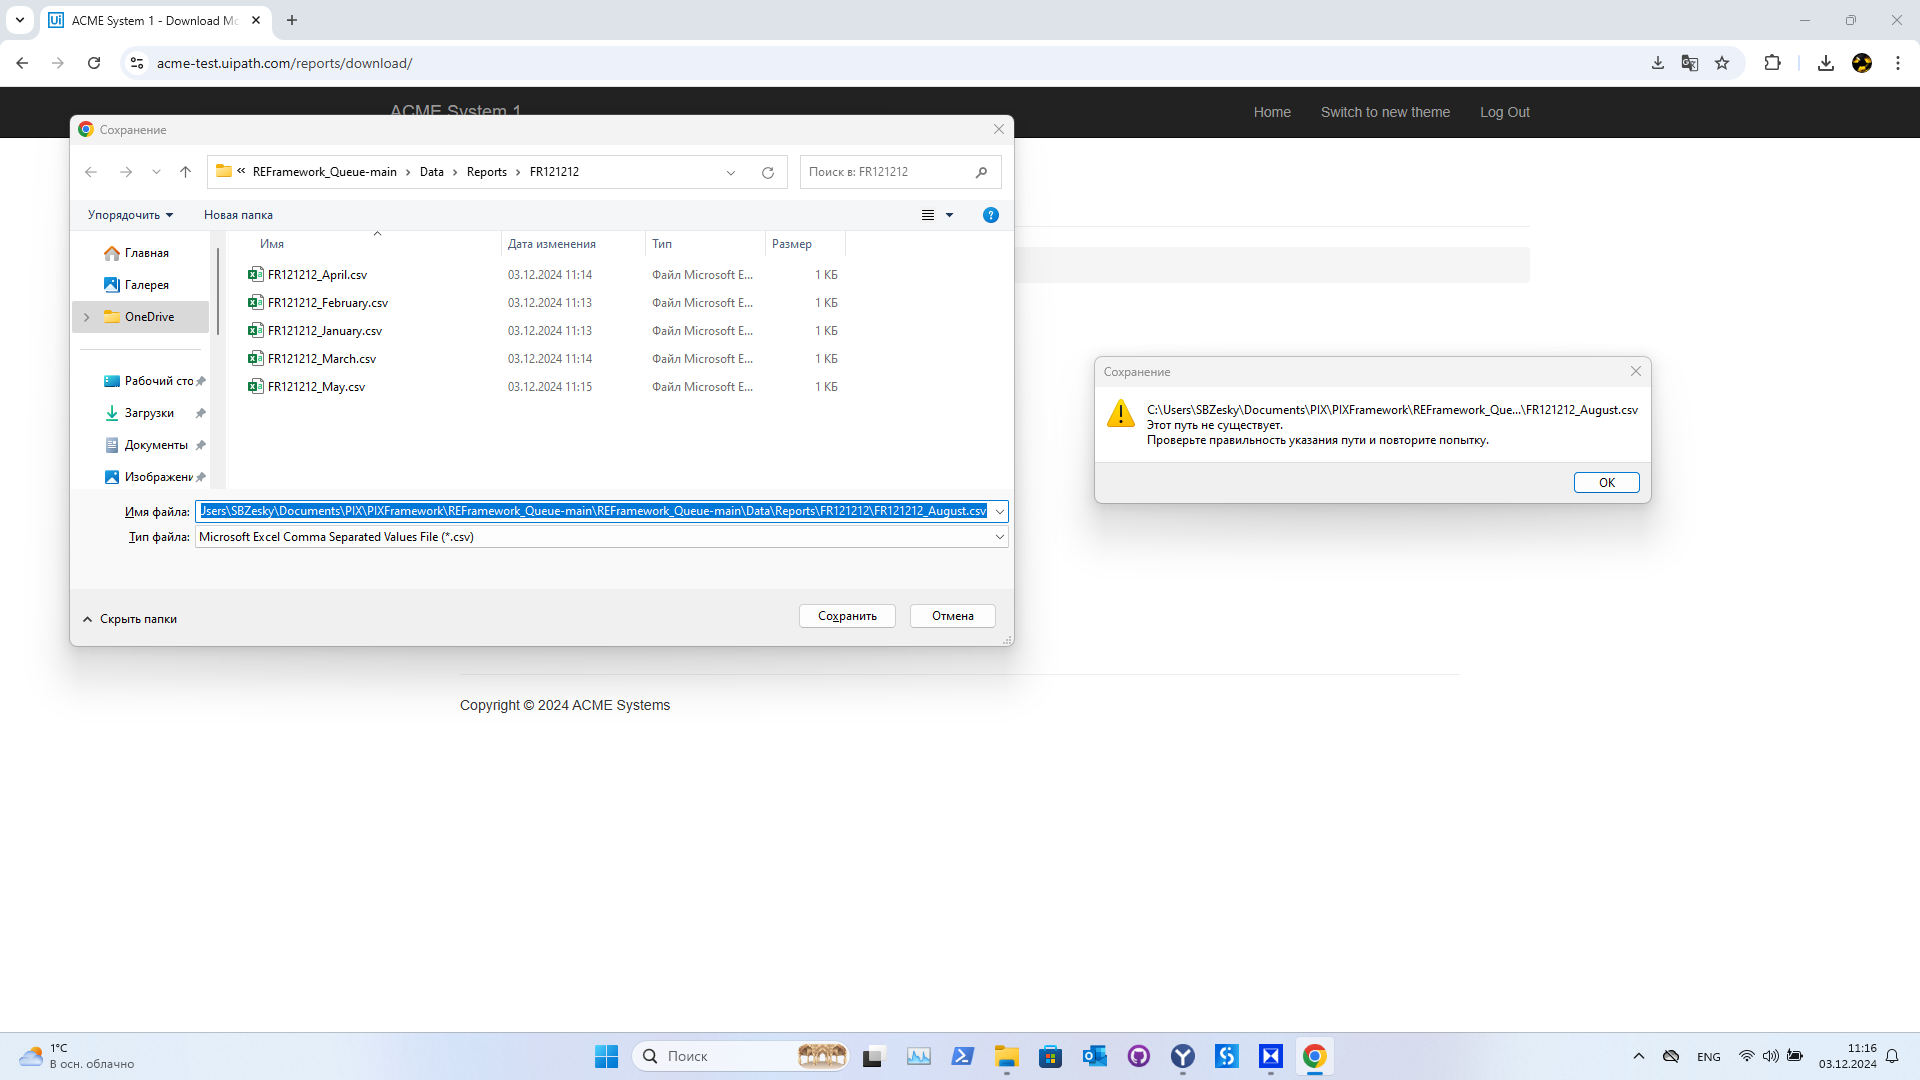 ACME System 1 - Download Mo
acme-test.uipath.com/reports/download/
ACME System 1
Home
Switch to new theme
Log Out
Сохранение
REFramework_Queue-main
Data
Reports
FR121212
Поиск в: FR121212
Упорядочить
Новая папка
Имя
Дата изменения
Тип
Размер
Главная
Галерея
OneDrive
Рабочий сто
Загрузки
Документы
Изображени
FR121212_April.csv 03.12.2024 11:14 Файл Microsoft E... 1 КБ
FR121212_February.csv 03.12.2024 11:13 Файл Microsoft E... 1 КБ
FR121212_January.csv 03.12.2024 11:13 Файл Microsoft E... 1 КБ
FR121212_March.csv 03.12.2024 11:14 Файл Microsoft E... 1 КБ
FR121212_May.csv 03.12.2024 11:15 Файл Microsoft E... 1 КБ
Имя файла: Users\SBZesky\Documents\PIX\PIXFramework\REFramework_Queue-main\REFramework_Queue-main\Data\Reports\FR121212\FR121212_August.csv
Тип файла: Microsoft Excel Comma Separated Values File (*.csv)
Скрыть папки
Сохранить
Отмена
Сохранение
C:\Users\SBZesky\Documents\PIX\PIXFramework\REFramework_Que...\FR121212_August.csv
Этот путь не существует.
Проверьте правильность указания пути и повторите попытку.
OK
Copyright © 2024 ACME Systems
1°C
В осн. облачно
Поиск
ENG
11:16
03.12.2024